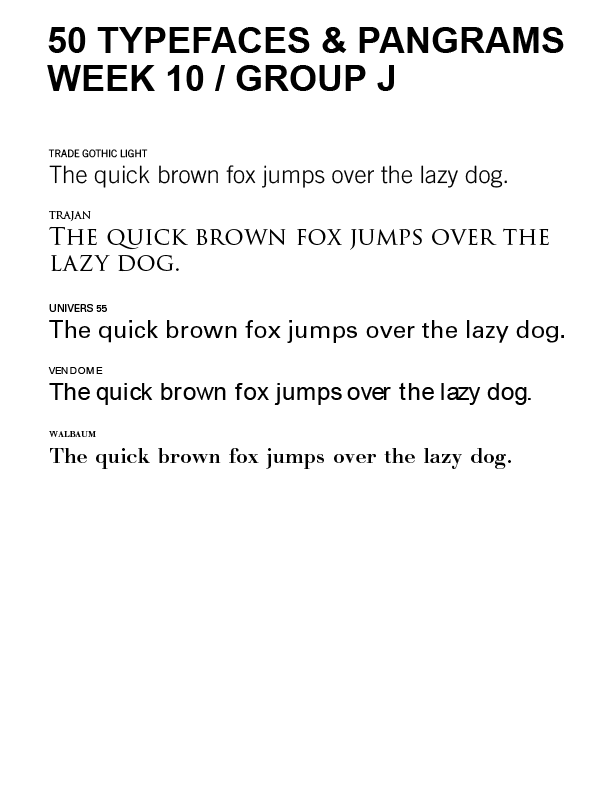 50 TYPEFACES & PANGRAMS
WEEK 10 / GROUP J
TRADE GOTHIC LIGHT
The quick brown fox jumps over the lazy dog.
TRAJAN
THE QUICK BROWN FOX JUMPS OVER THE
LAZY DOG.
UNIVERS 55
The quick brown fox jumps over the lazy dog.
VENDOME
The quick brown fox jumps over the lazy dog.
WALBAUM
The quick brown fox jumps over the lazy dog.